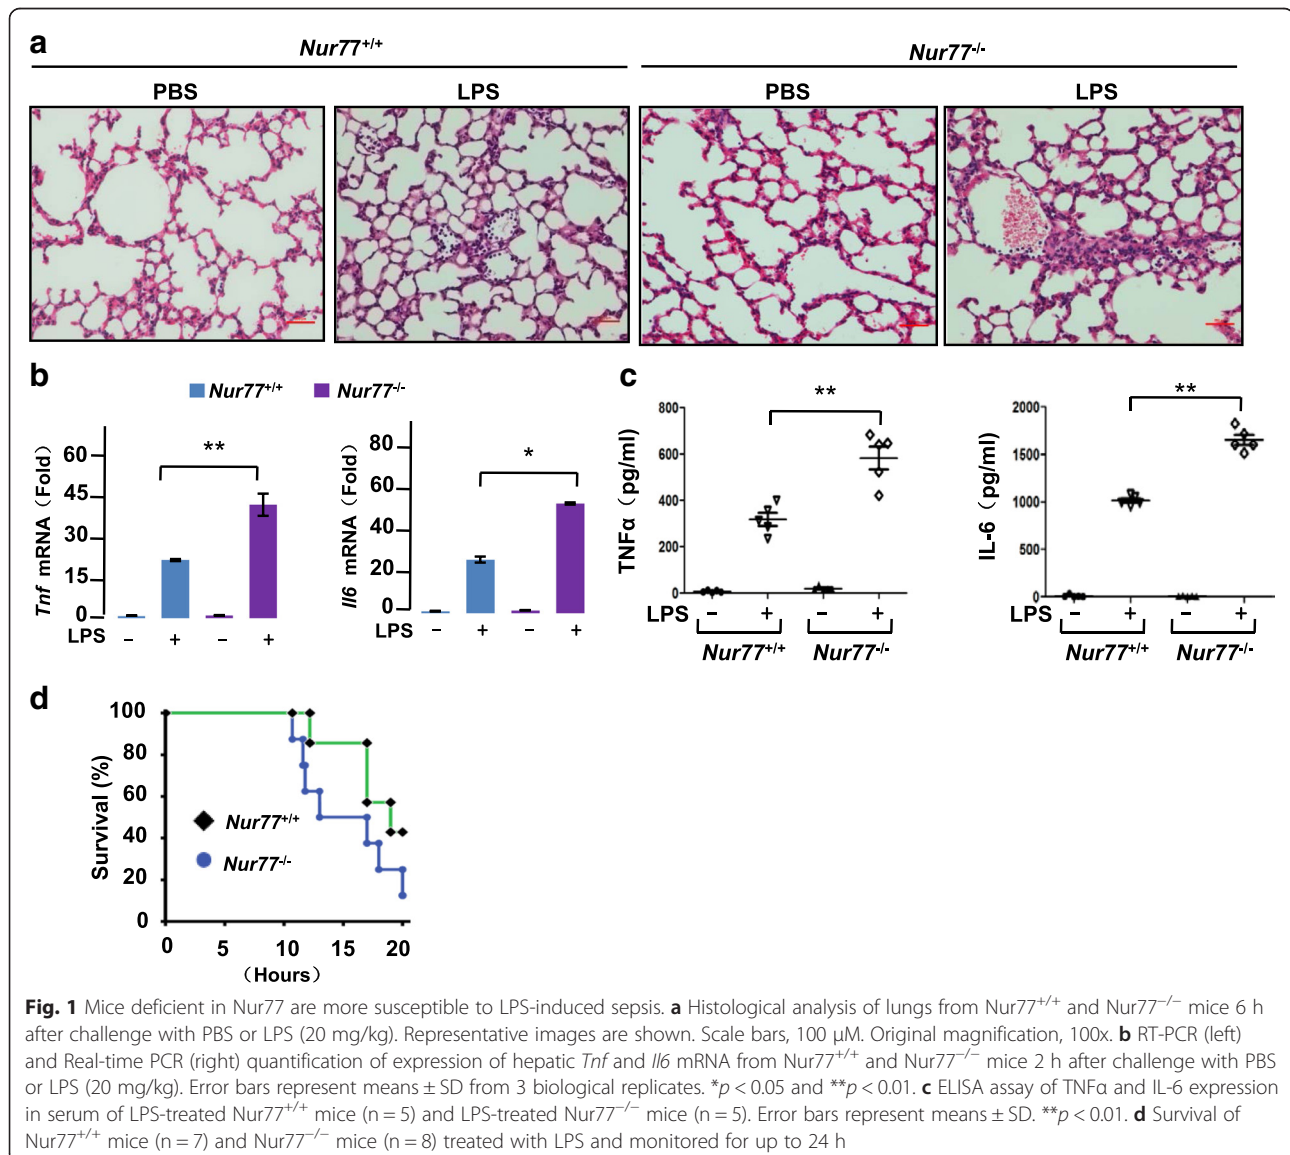 a
Nur77+/+
Nur77-/-
PBS
LPS
PBS
LPS
b
Nur77+/+
Nur77-/-
Tnf mRNA（Fold）
60
45
30
15
0
**
LPS
−
+
−
+
Il6 mRNA（Fold）
80
60
40
20
0
*
−
+
−
+
c
TNFα（pg/ml）
800
600
400
200
0
**
LPS
−
+
−
+
Nur77+/+
Nur77-/-
IL-6（pg/ml）
2000
1500
1000
500
0
**
LPS
−
+
−
+
Nur77+/+
Nur77-/-
d
Survival (%)
100
80
60
40
20
0
Nur77+/+
Nur77-/-
0
5
10
15
20
（Hours）
Fig. 1 Mice deficient in Nur77 are more susceptible to LPS-induced sepsis. a Histological analysis of lungs from Nur77+/+ and Nur77−/− mice 6 h
after challenge with PBS or LPS (20 mg/kg). Representative images are shown. Scale bars, 100 μM. Original magnification, 100x. b RT-PCR (left)
and Real-time PCR (right) quantification of expression of hepatic Tnf and Il6 mRNA from Nur77+/+ and Nur77−/− mice 2 h after challenge with PBS
or LPS (20 mg/kg). Error bars represent means ± SD from 3 biological replicates. *p < 0.05 and **p < 0.01. c ELISA assay of TNFα and IL-6 expression
in serum of LPS-treated Nur77+/+ mice (n = 5) and LPS-treated Nur77−/− mice (n = 5). Error bars represent means ± SD. **p < 0.01. d Survival of
Nur77+/+ mice (n = 7) and Nur77−/− mice (n = 8) treated with LPS and monitored for up to 24 h